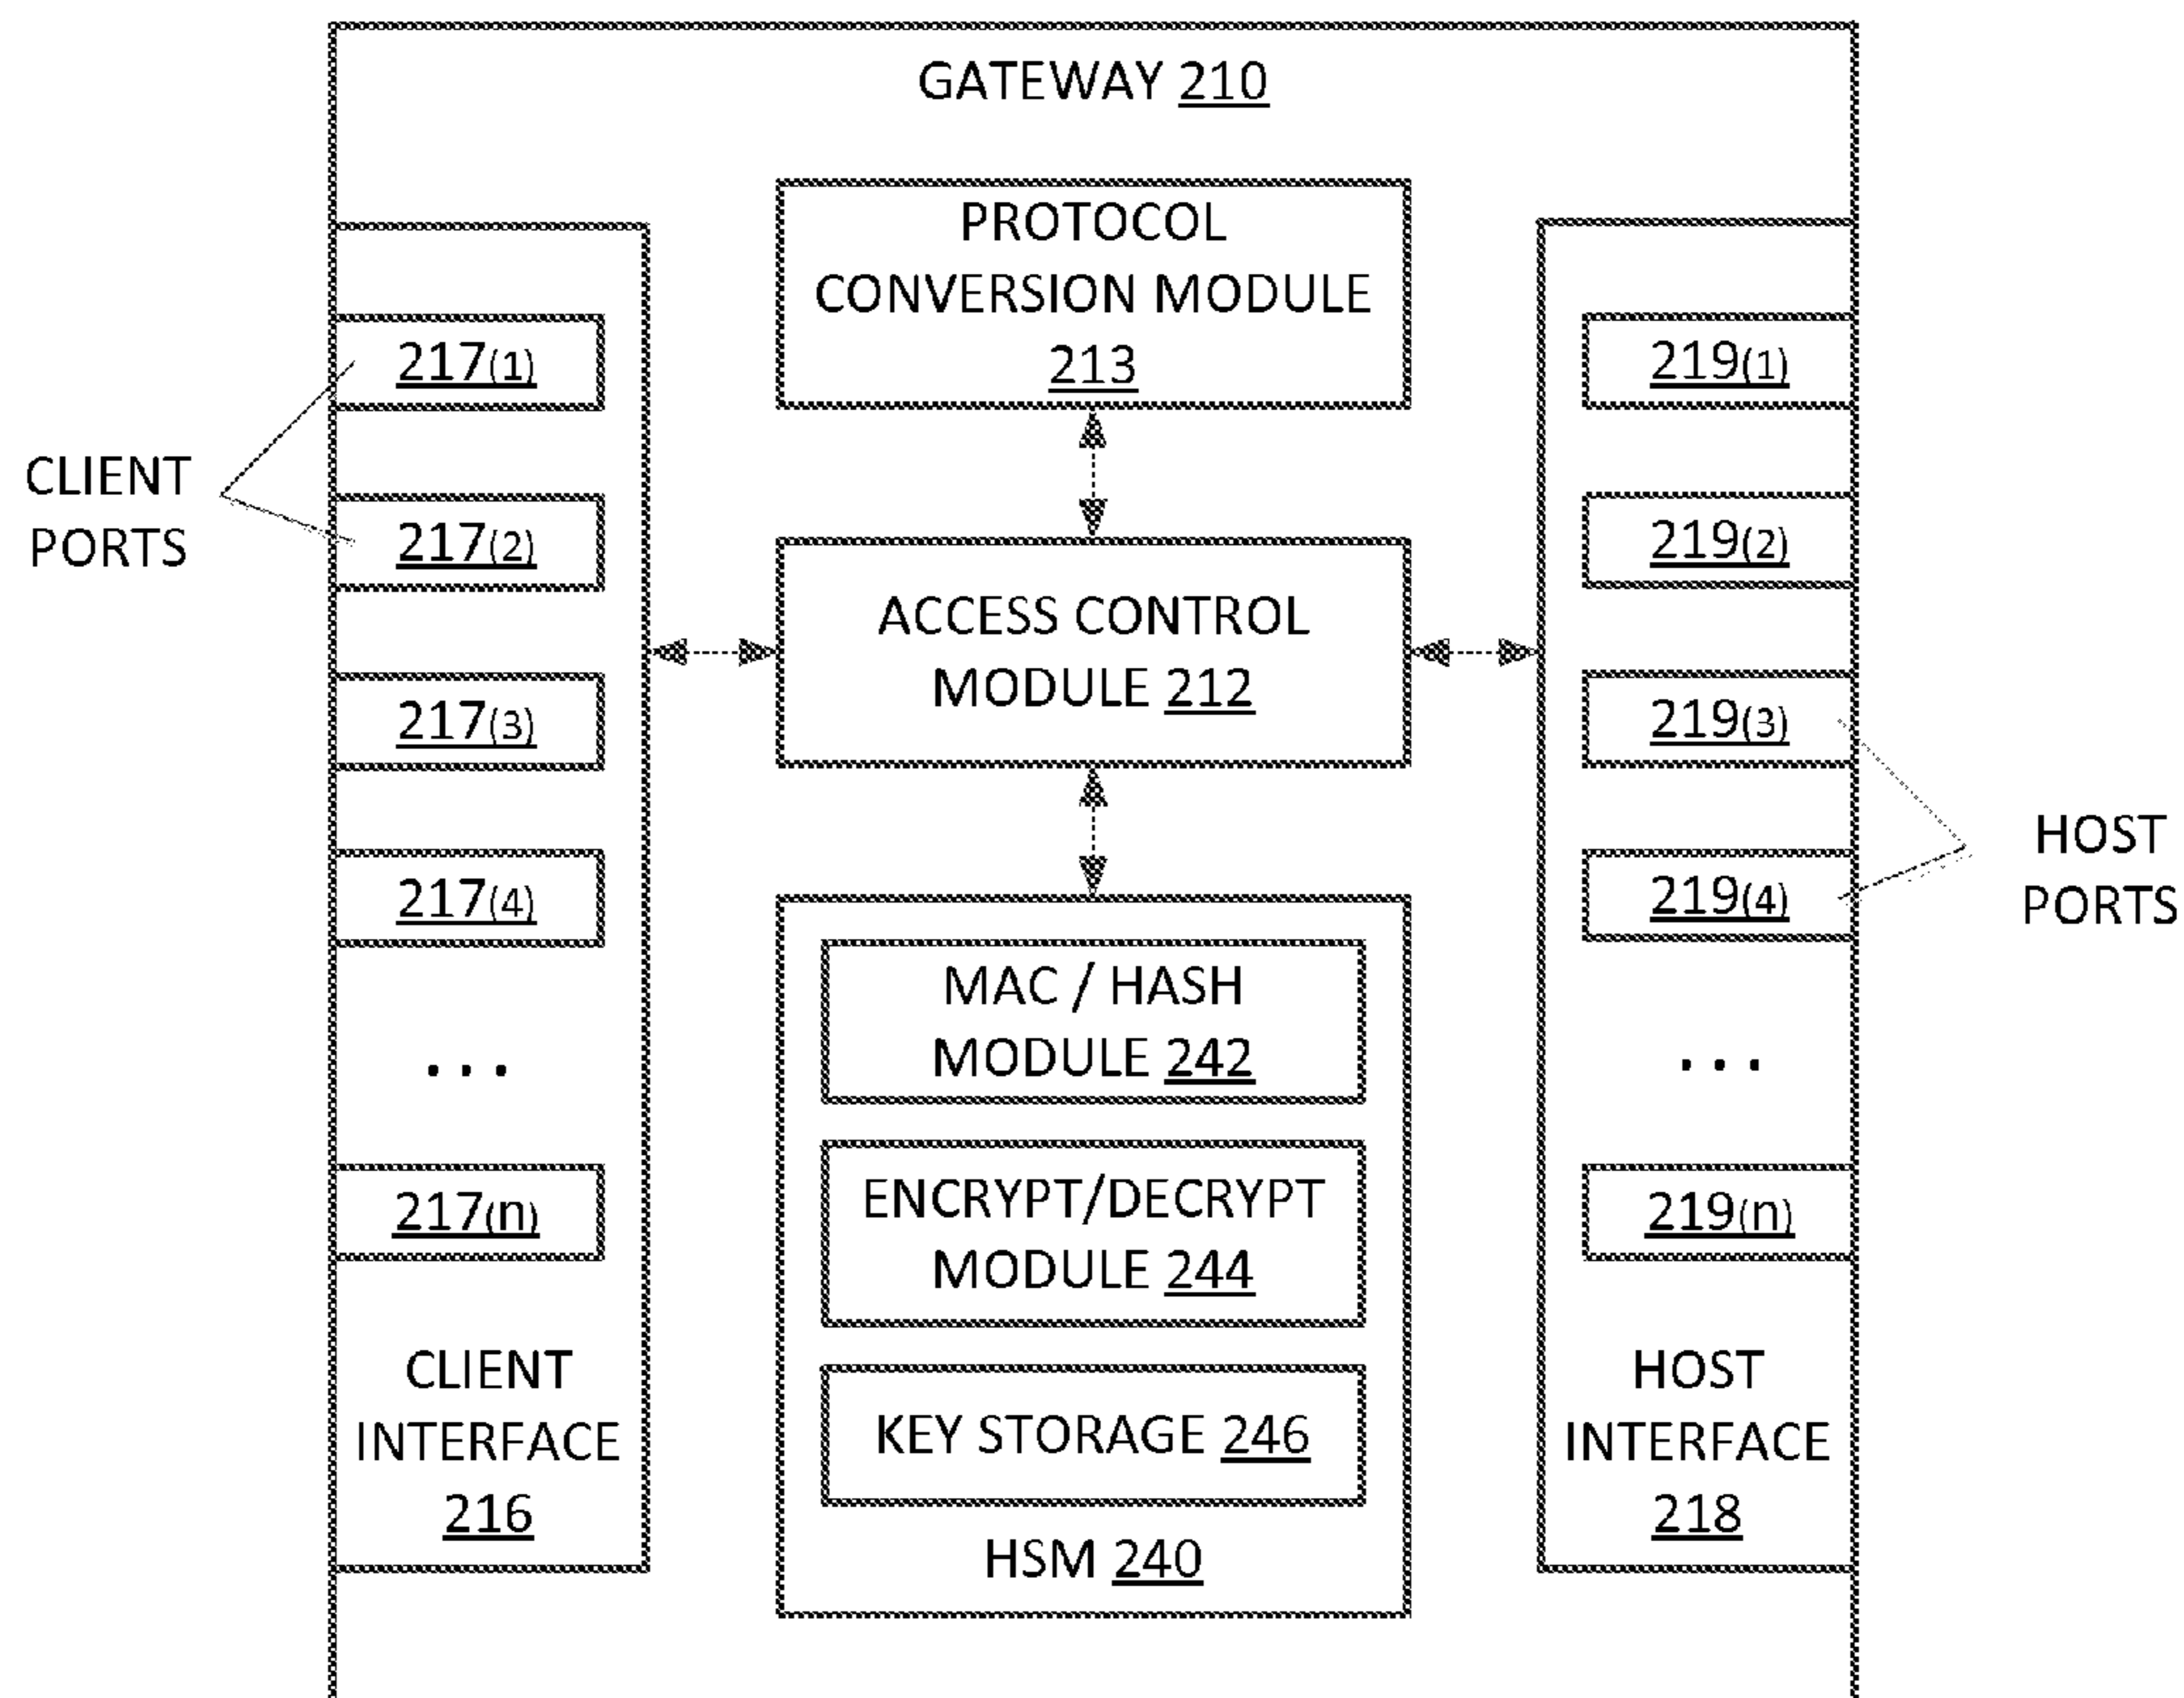 GATEWAY 210
PROTOCOL
CONVERSION MODULE
213
217(1)
219(1)
CLIENT
PORTS
217(2)
219(2)
ACCESS CONTROL
MODULE 212
217(3)
219(3)
HOST
PORTS
217(4)
219(4)
MAC / HASH
MODULE 242
...
...
ENCRYPT/DECRYPT
MODULE 244
217(n)
219(n)
KEY STORAGE 246
HSM 240
CLIENT
INTERFACE
216
HOST
INTERFACE
218